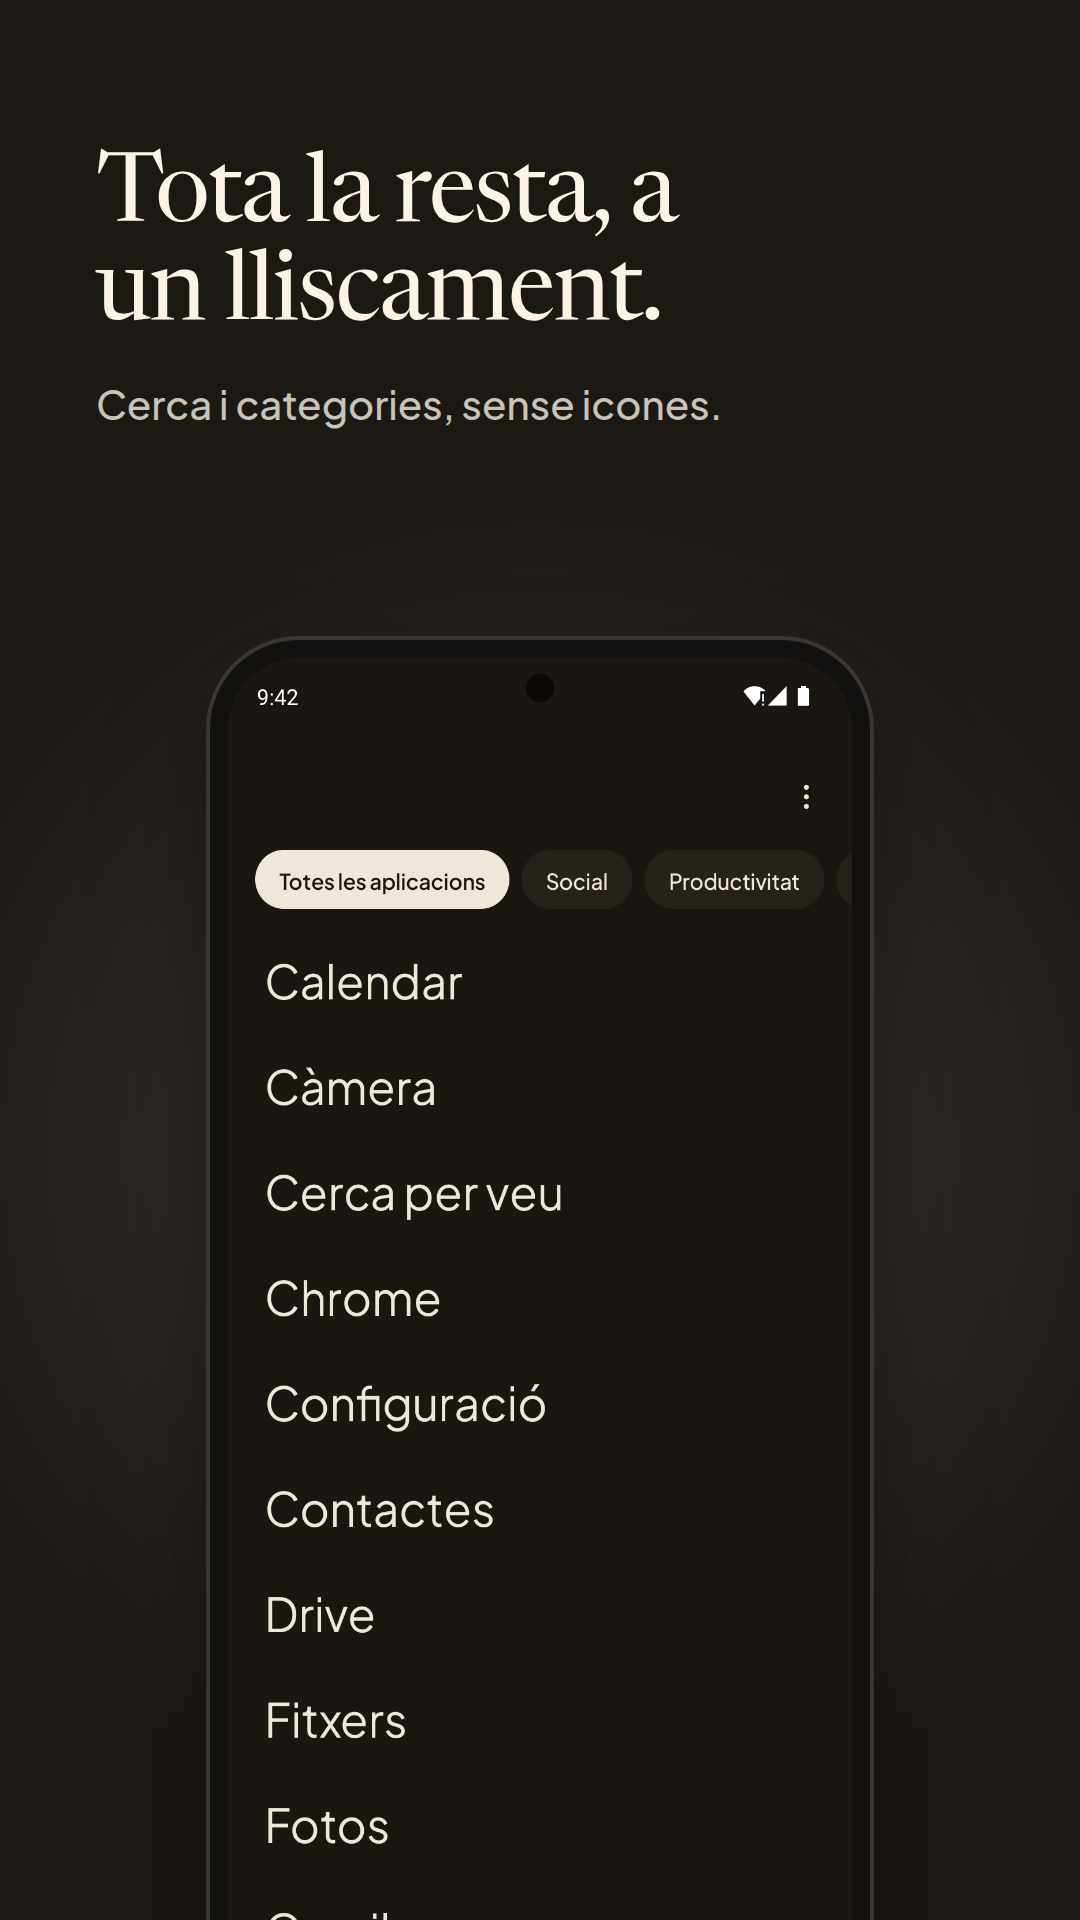 Tota la resta, a
un lliscament.
Cerca i categories, sense icones.
9:42
Totes les aplicacions
Social
Productivitat
Calendar
Càmera
Cerca per veu
Chrome
Configuració
Contactes
Drive
Fitxers
Fotos